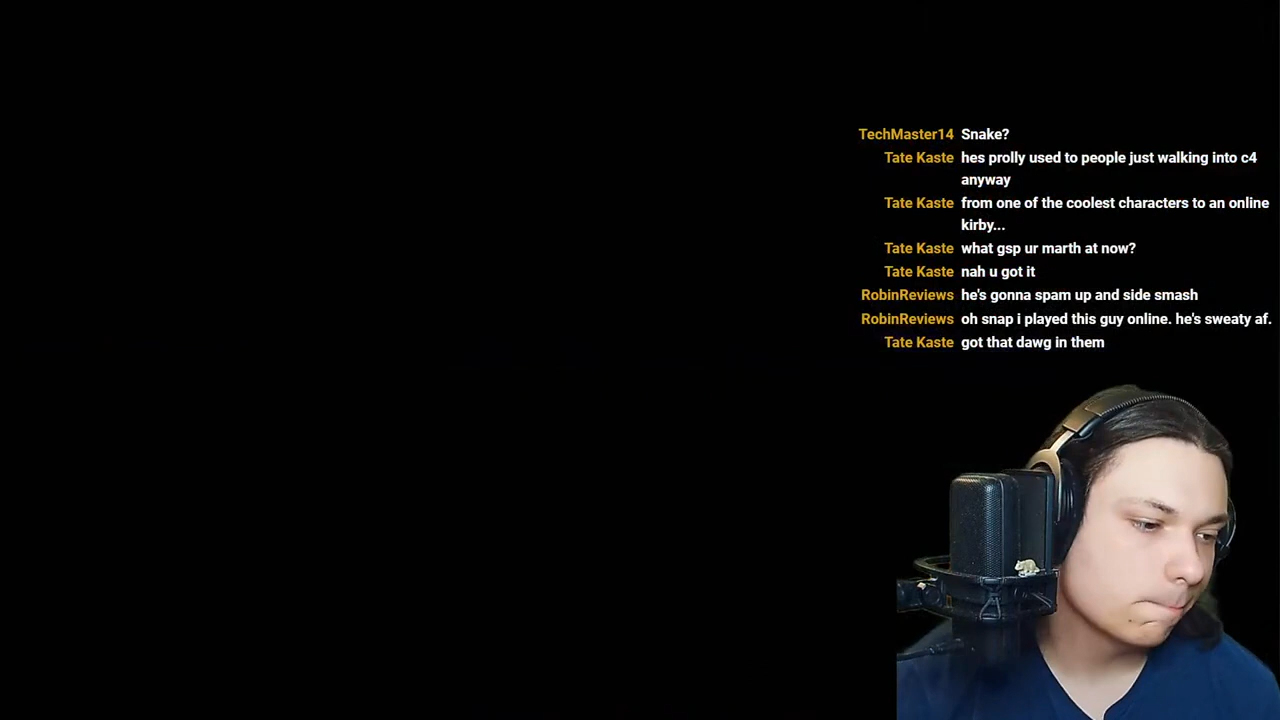 TechMaster14 Snake?
Tate Kaste hes prolly used to people just walking into c4
anyway
Tate Kaste from one of the coolest characters to an online
kirby...
Tate Kaste what gsp ur marth at now?
Tate Kaste nah u got it
RobinReviews he's gonna spam up and side smash
RobinReviews oh snap i played this guy online. he's sweaty af.
Tate Kaste got that dawg in them